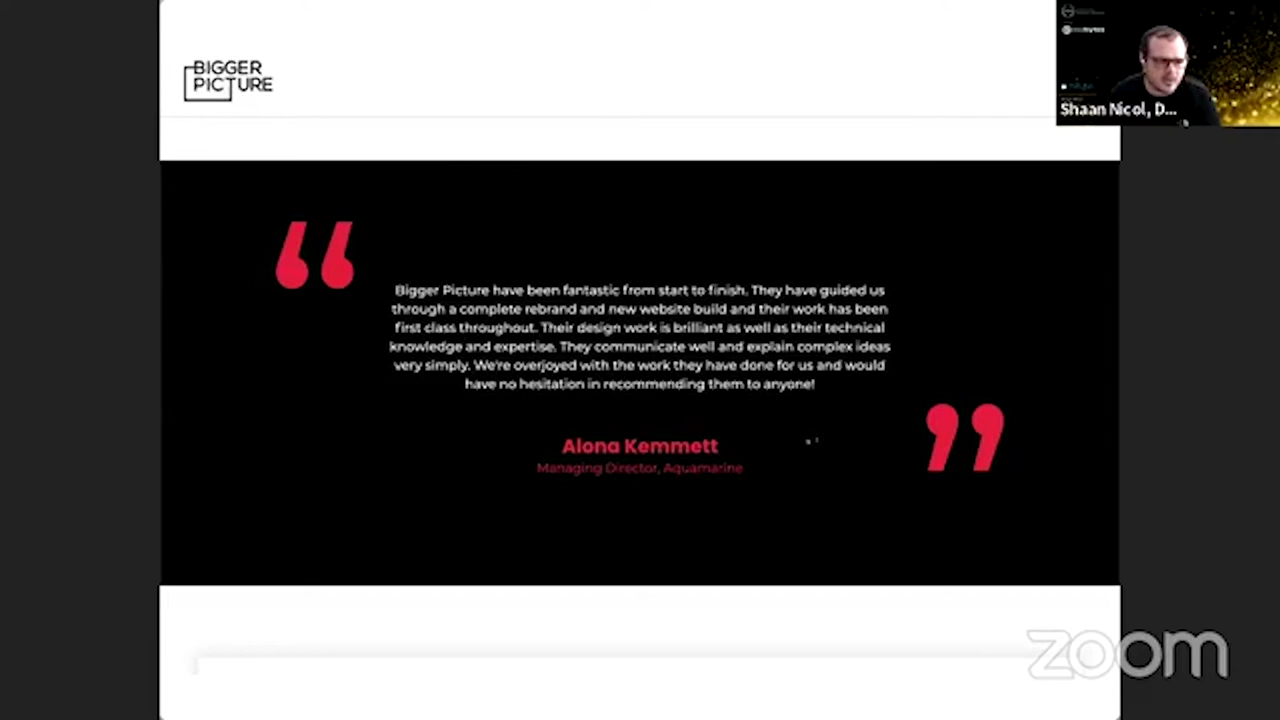 BIGGER
PICTURE
Shaan Nicol, D...
Bigger Picture have been fantastic from start to finish. They have guided us
through a complete rebrand and new website build and their work has been
first class throughout. Their design work is brilliant as well as their technical
knowledge and expertise. They communicate well and explain complex ideas
very simply. We're overjoyed with the work they have done for us and would
have no hesitation in recommending them to anyone!
Alona Kemmett
Managing Director, Aquamarine
zoom